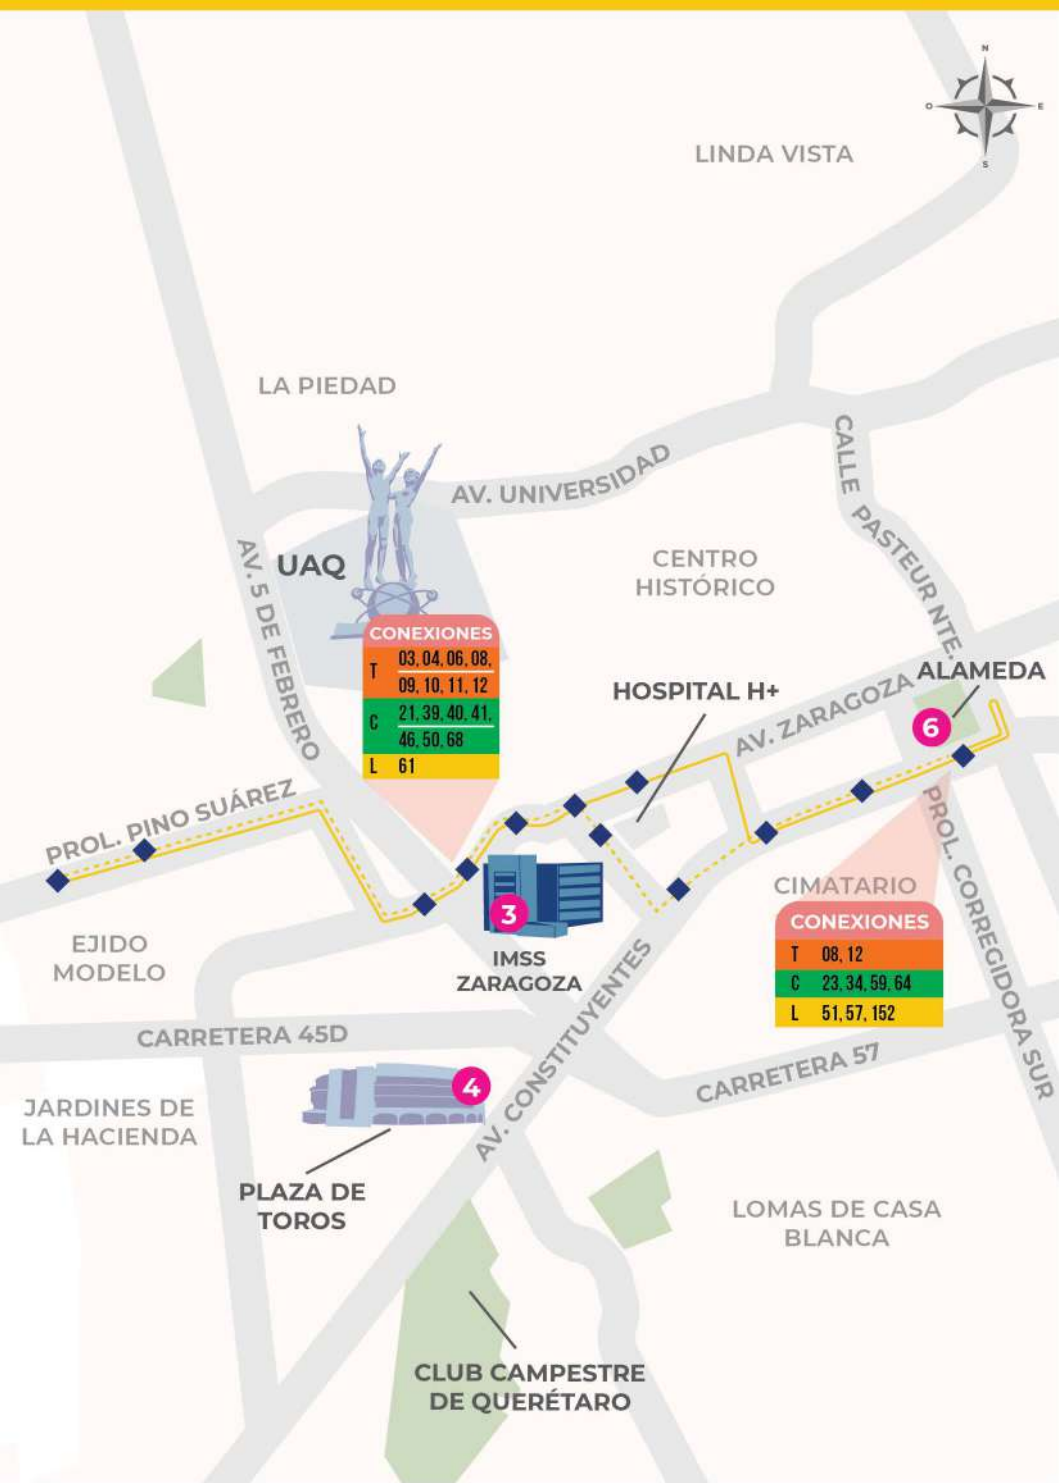 N
O
E
S
LINDA VISTA
LA PIEDAD
AV. UNIVERSIDAD
CALLE PASTEUR NTE.
UAQ
AV. 5 DE FEBRERO
CENTRO
HISTÓRICO
CONEXIONES
T 03, 04, 06, 08,
09, 10, 11, 12
C 21, 39, 40, 41,
46, 50, 68
L 61
HOSPITAL H+
AV. ZARAGOZA
ALAMEDA
6
PROL. PINO SUÁREZ
PROL. CORREGIDORA SUR
CIMATARIO
CONEXIONES
T 08, 12
C 23, 34, 59, 64
L 51, 57, 152
3
IMSS
ZARAGOZA
EJIDO
MODELO
CARRETERA 45D
AV. CONSTITUYENTES
CARRETERA 57
4
JARDINES DE
LA HACIENDA
PLAZA DE
TOROS
LOMAS DE CASA
BLANCA
CLUB CAMPESTRE
DE QUERÉTARO